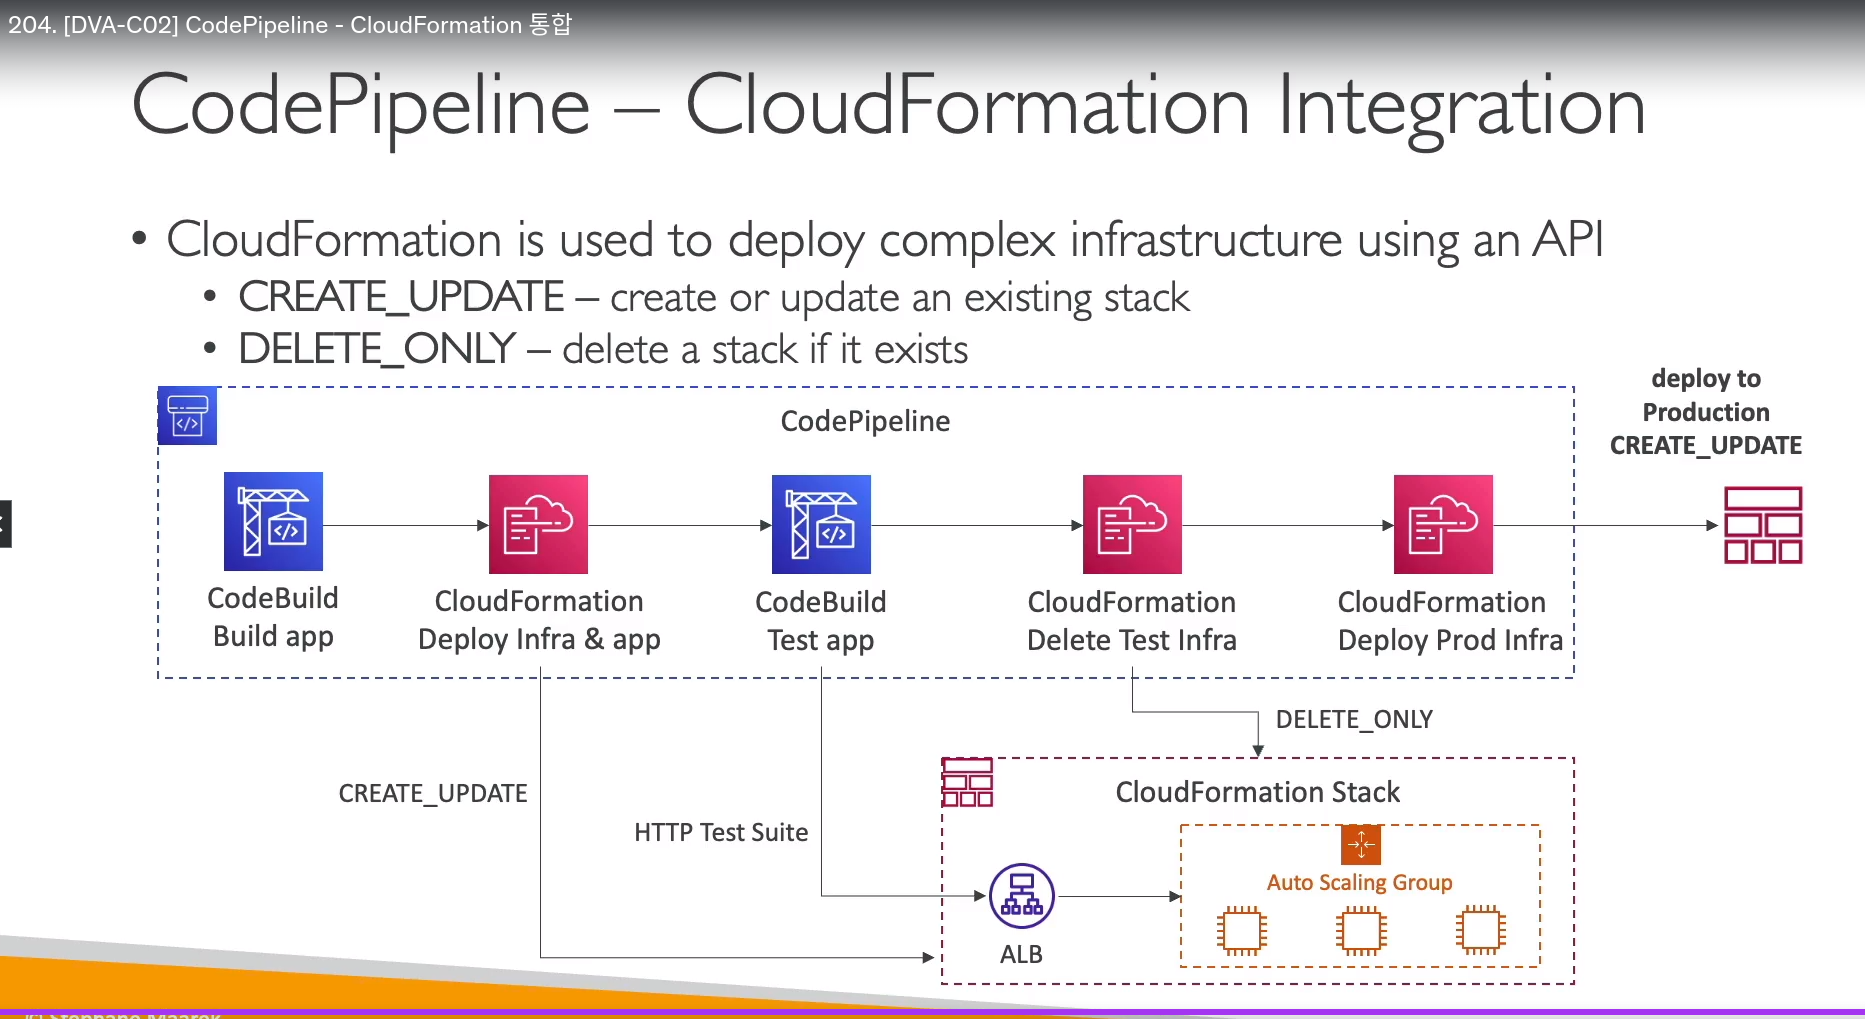 204. [DVA-C02] CodePipeline - CloudFormation 통합
CodePipeline – CloudFormation Integration
• CloudFormation is used to deploy complex infrastructure using an API
• CREATE_UPDATE – create or update an existing stack
• DELETE_ONLY – delete a stack if it exists
deploy to
Production
CREATE_UPDATE
CodePipeline
CodeBuild
Build app
CloudFormation
Deploy Infra & app
CodeBuild
Test app
CloudFormation
Delete Test Infra
CloudFormation
Deploy Prod Infra
DELETE_ONLY
CREATE_UPDATE
HTTP Test Suite
CloudFormation Stack
Auto Scaling Group
ALB
© Stephane Maarek